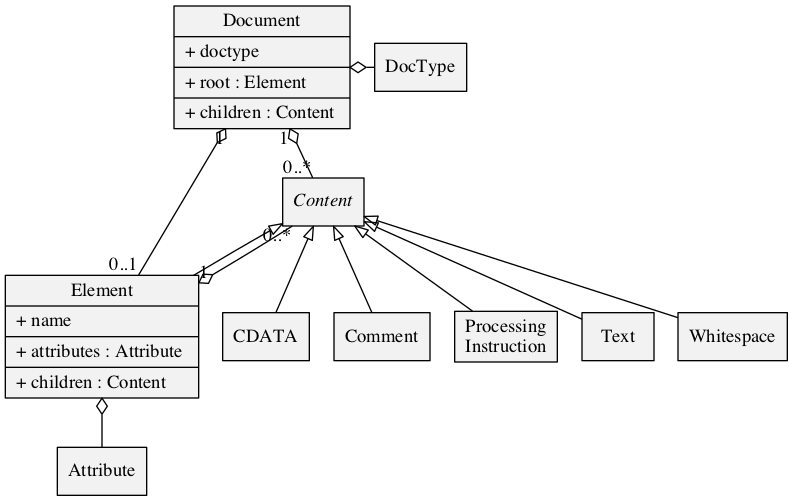 Document
+ doctype
+ root : Element
+ children : Content
DocType
1
1
0..*
Content
0..*
0..1
1
Element
+ name
+ attributes : Attribute
+ children : Content
CDATA
Comment
Processing
Instruction
Text
Whitespace
Attribute